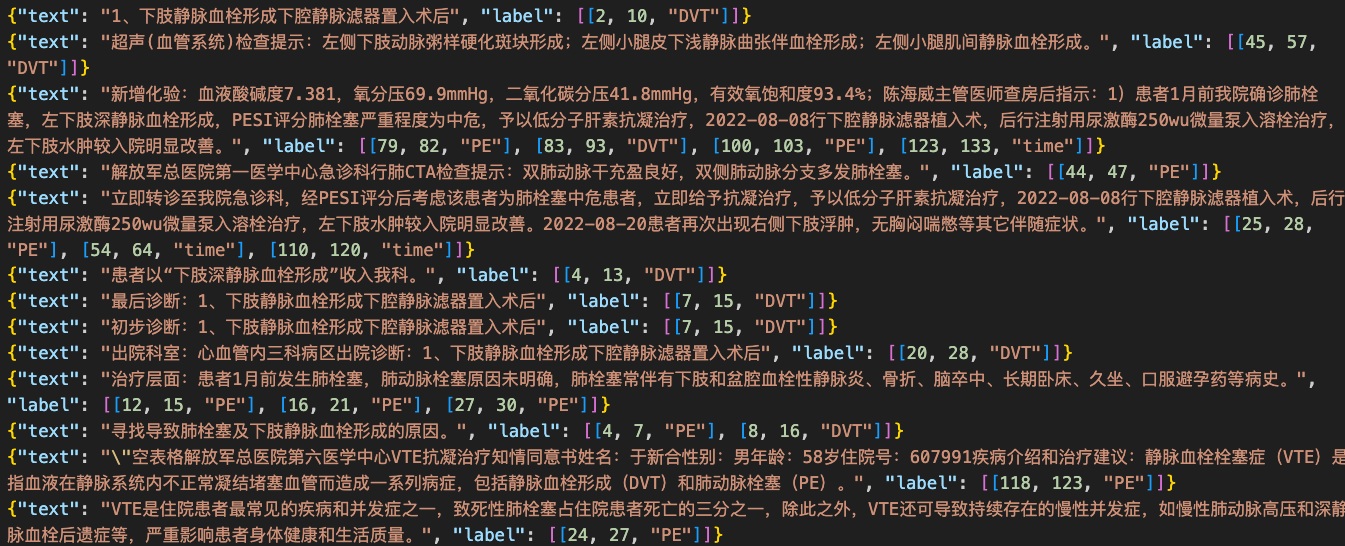 {"text": "1、下肢静脉血栓形成下腔静脉滤器置入术后", "label": [[2, 10, "DVT"]]}
{"text": "超声(血管系统)检查提示：左侧下肢动脉粥样硬化斑块形成；左侧小腿皮下浅静脉曲张伴血栓形成；左侧小腿肌间静脉血栓形成。", "label": [[45, 57,
"DVT"]]}
{"text": "新增化验：血液酸碱度7.381，氧分压69.9mmHg，二氧化碳分压41.8mmHg，有效氧饱和度93.4%；陈海威主管医师查房后指示：1）患者1月前我院确诊肺栓
塞，左下肢深静脉血栓形成，PESI评分肺栓塞严重程度为中危，予以低分子肝素抗凝治疗，2022-08-08行下腔静脉滤器植入术，后行注射用尿激酶250wu微量泵入溶栓治疗，
左下肢水肿较入院明显改善。", "label": [[79, 82, "PE"], [83, 93, "DVT"], [100, 103, "PE"], [123, 133, "time"]]}
{"text": "解放军总医院第一医学中心急诊科行肺CTA检查提示：双肺动脉干充盈良好，双侧肺动脉分支多发肺栓塞。", "label": [[44, 47, "PE"]]}
{"text": "立即转诊至我院急诊科，经PESI评分后考虑该患者为肺栓塞中危患者，立即给予抗凝治疗，予以低分子肝素抗凝治疗，2022-08-08行下腔静脉滤器植入术，后行
注射用尿激酶250wu微量泵入溶栓治疗，左下肢水肿较入院明显改善。2022-08-20患者再次出现右侧下肢浮肿，无胸闷喘憋等其它伴随症状。", "label": [[25, 28,
"PE"], [54, 64, "time"], [110, 120, "time"]]}
{"text": "患者以“下肢深静脉血栓形成”收入我科。", "label": [[4, 13, "DVT"]]}
{"text": "最后诊断：1、下肢静脉血栓形成下腔静脉滤器置入术后", "label": [[7, 15, "DVT"]]}
{"text": "初步诊断：1、下肢静脉血栓形成下腔静脉滤器置入术后", "label": [[7, 15, "DVT"]]}
{"text": "出院科室：心血管内三科病区出院诊断：1、下肢静脉血栓形成下腔静脉滤器置入术后", "label": [[20, 28, "DVT"]]}
{"text": "治疗层面：患者1月前发生肺栓塞，肺动脉栓塞原因未明确，肺栓塞常伴有下肢和盆腔血栓性静脉炎、骨折、脑卒中、长期卧床、久坐、口服避孕药等病史。",
"label": [[12, 15, "PE"], [16, 21, "PE"], [27, 30, "PE"]]}
{"text": "寻找导致肺栓塞及下肢静脉血栓形成的原因。", "label": [[4, 7, "PE"], [8, 16, "DVT"]]}
{"text": "\"空表格解放军总医院第六医学中心VTE抗凝治疗知情同意书姓名：于新合性别：男年龄：58岁住院号：607991疾病介绍和治疗建议：静脉血栓栓塞症（VTE）是
指血液在静脉系统内不正常凝结堵塞血管而造成一系列病症，包括静脉血栓形成（DVT）和肺动脉栓塞（PE）。", "label": [[118, 123, "PE"]]}
{"text": "VTE是住院患者最常见的疾病和并发症之一，致死性肺栓塞占住院患者死亡的三分之一，除此之外，VTE还可导致持续存在的慢性并发症，如慢性肺动脉高压和深静
脉血栓后遗症等，严重影响患者身体健康和生活质量。", "label": [[24, 27, "PE"]]}